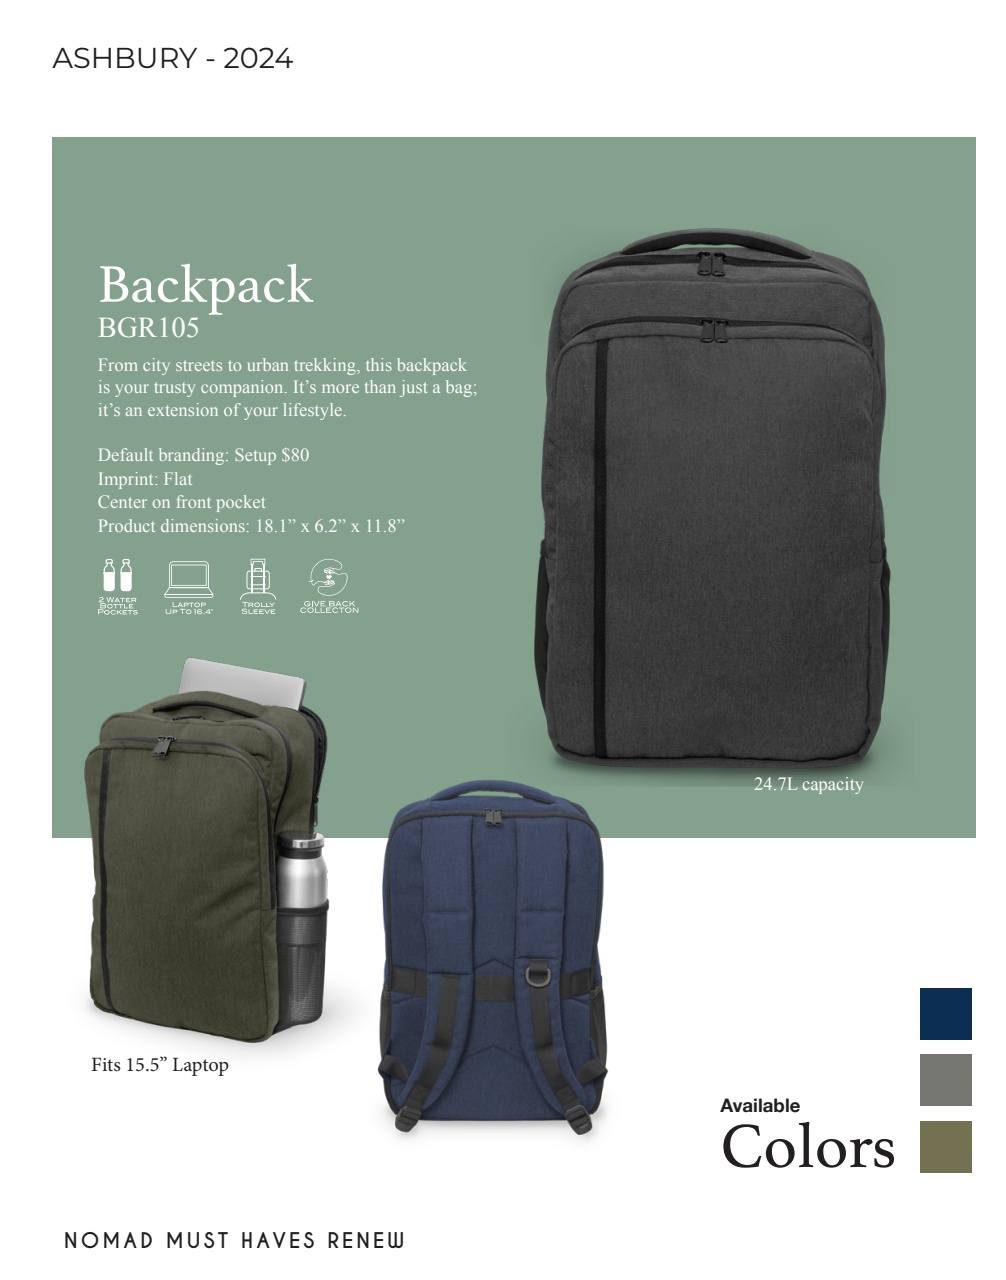 ASHBURY - 2024
Backpack
BGR105
From city streets to urban trekking, this backpack
is your trusty companion. It’s more than just a bag;
it’s an extension of your lifestyle.
Default branding: Setup $80
Imprint: Flat
Center on front pocket
Product dimensions: 18.1” x 6.2” x 11.8”
2 WATER
BOTTLE
POCKETS
LAPTOP
UP TO 16.4"
TROLLY
SLEEVE
GIVE BACK
COLLECTON
24.7L capacity
Fits 15.5” Laptop
Available
Colors
NOMAD MUST HAVES RENEW